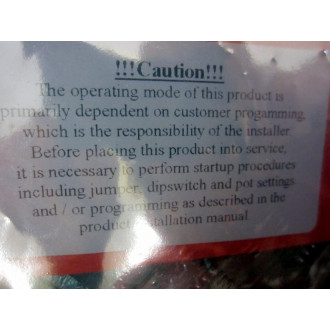 !!!Caution!!!
The operating mode of this product is
primarily dependent on customer progamming,
which is the responsibility of the installer.
Before placing this product into service,
it is necessary to perform startup procedures
including jumper, dipswitch and pot settings
and / or programming as described in the
product installation manual